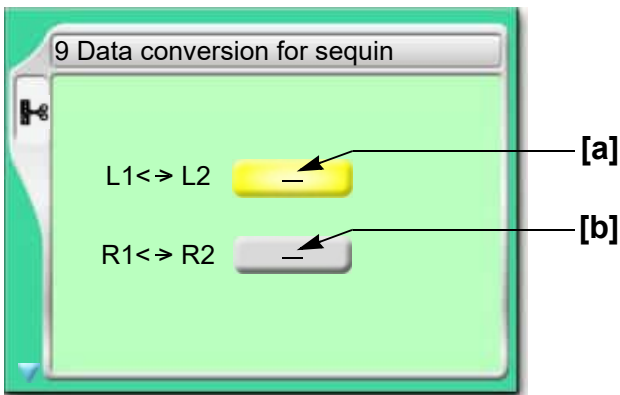 9 Data conversion for sequin
L1<-> L2 — [a]
R1<-> R2 — [b]